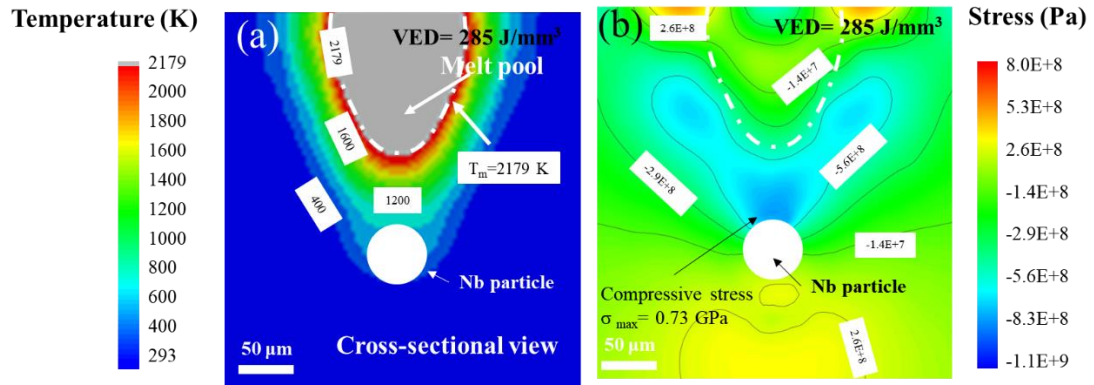 Temperature (K)
2179
2000
1800
1600
1400
1200
1000
800
600
400
293
(a)
VED= 285 J/mm³
Melt pool
2179
1600
400
1200
Tₘ=2179 K
Nb particle
50 µm
Cross-sectional view
(b)
2.6E+8
VED= 285 J/mm³
-1.4E+7
-2.9E+8
-5.6E+8
-1.4E+7
Compressive stress
σ max= 0.73 GPa
Nb particle
2.6E+8
50 µm
Stress (Pa)
8.0E+8
5.3E+8
2.6E+8
-1.4E+8
-2.9E+8
-5.6E+8
-8.3E+8
-1.1E+9